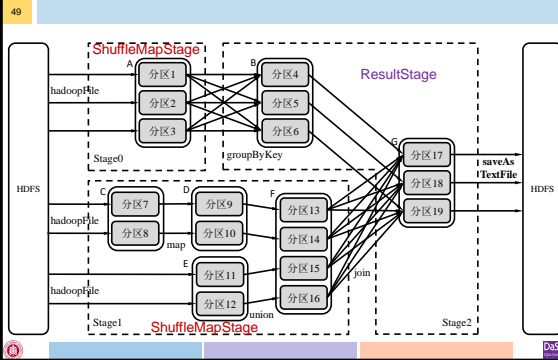 49
ShuffleMapStage
A
分区1
分区2
分区3
hadoopFile
Stage0
B
分区4
分区5
分区6
groupByKey
ResultStage
G
分区17
分区18
分区19
saveAs
TextFile
HDFS
HDFS
C
分区7
分区8
hadoopFile
map
D
分区9
分区10
E
分区11
分区12
hadoopFile
union
F
分区13
分区14
分区15
分区16
join
Stage1
ShuffleMapStage
Stage2
DaS